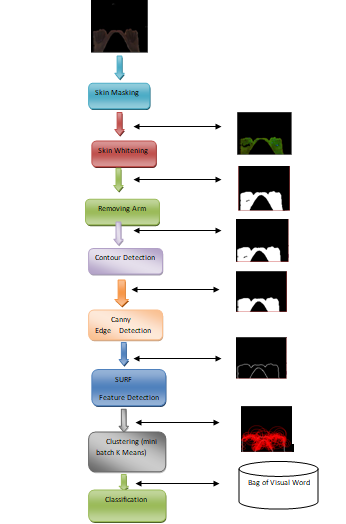 Skin Masking
Skin Whitening
Removing Arm
Contour Detection
Canny
Edge Detection
SURF
Feature Detection
Clustering (mini
batch K Means)
Bag of Visual Word
Classification